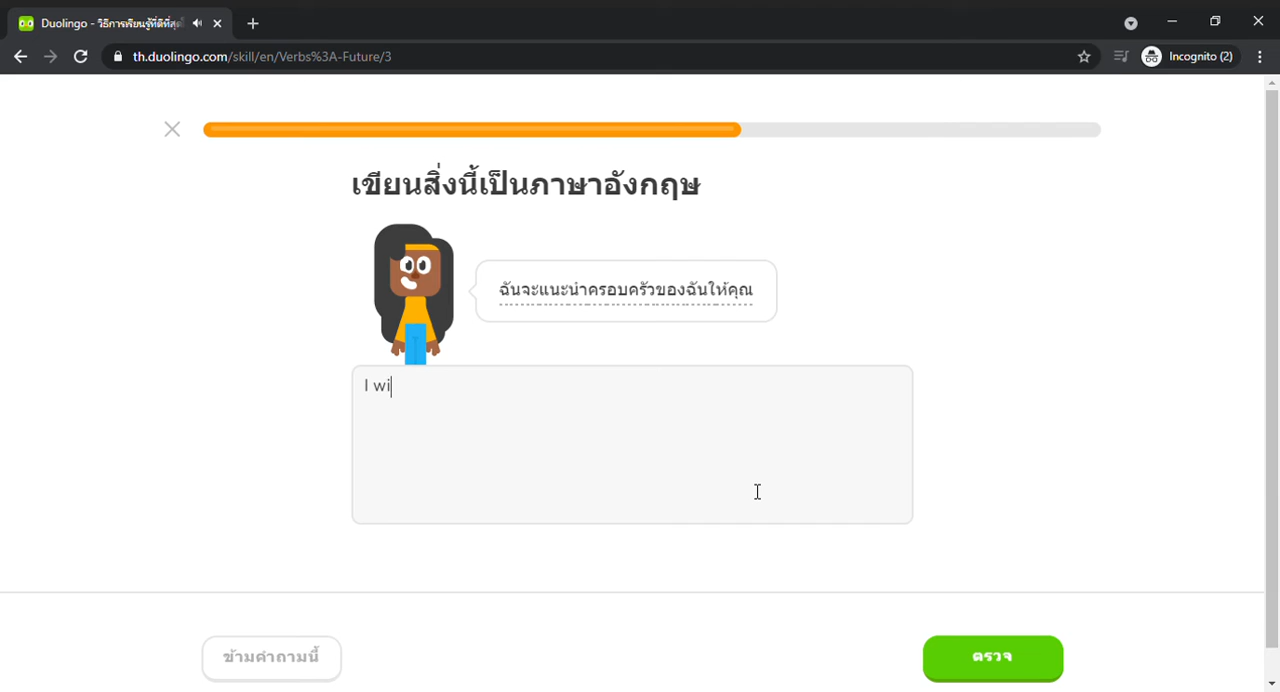 Duolingo - วิธีการเรียนรู้ที่ดีที่สุดใ
th.duolingo.com/skill/en/Verbs%3A-Future/3
Incognito (2)
เขียนสิ่งนี้เป็นภาษาอังกฤษ
ฉันจะแนะนำครอบครัวของฉันให้คุณ
I wi
ข้ามคำถามนี้
ตรวจ